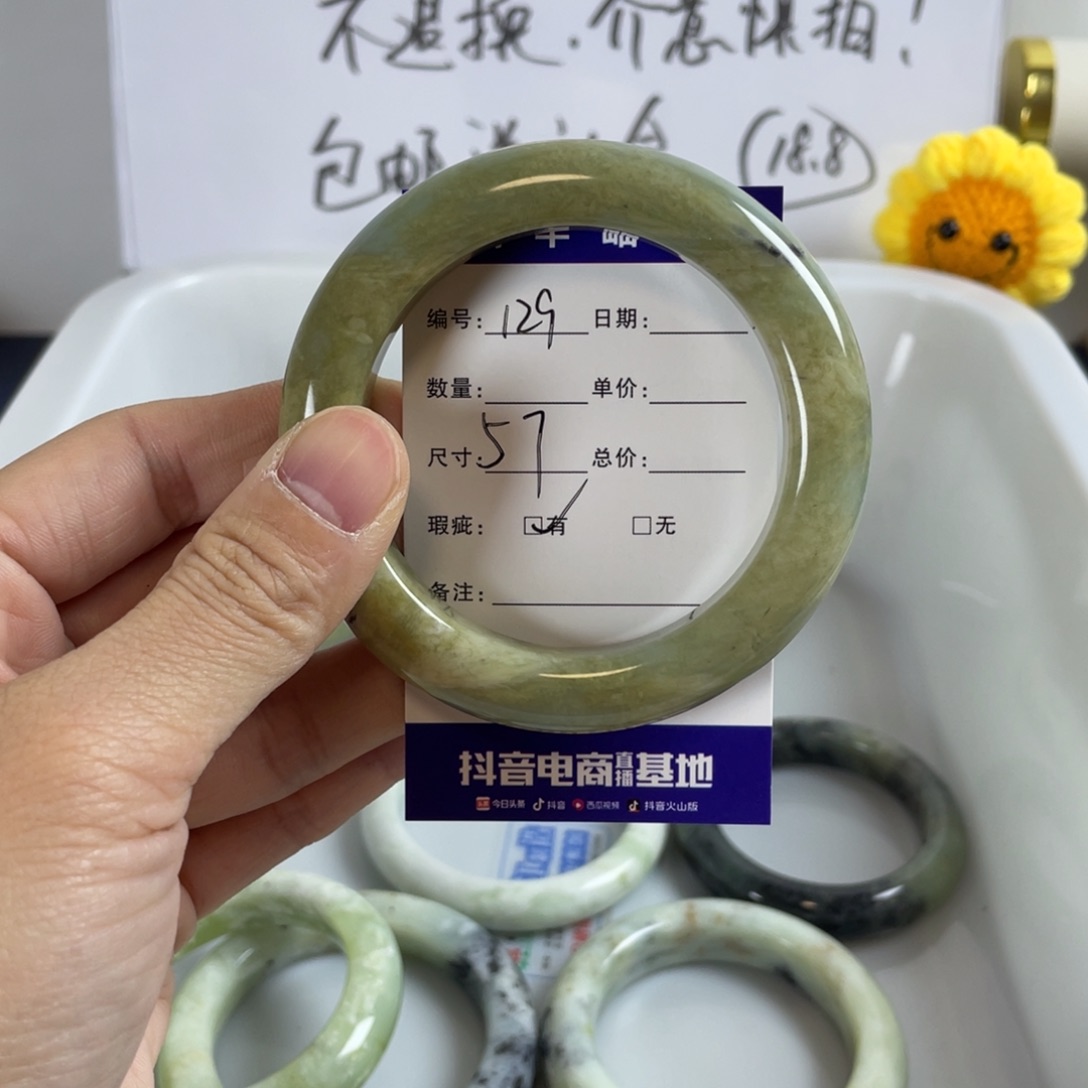 不退换.介意慎拍!
包邮 (18.8)
晶
编号: 129 日期:
数量: 单价:
尺寸: 57 总价:
瑕疵: ☑有 □无
备注:
抖音电商直播基地
今日头条 抖音 西瓜视频 抖音火山版